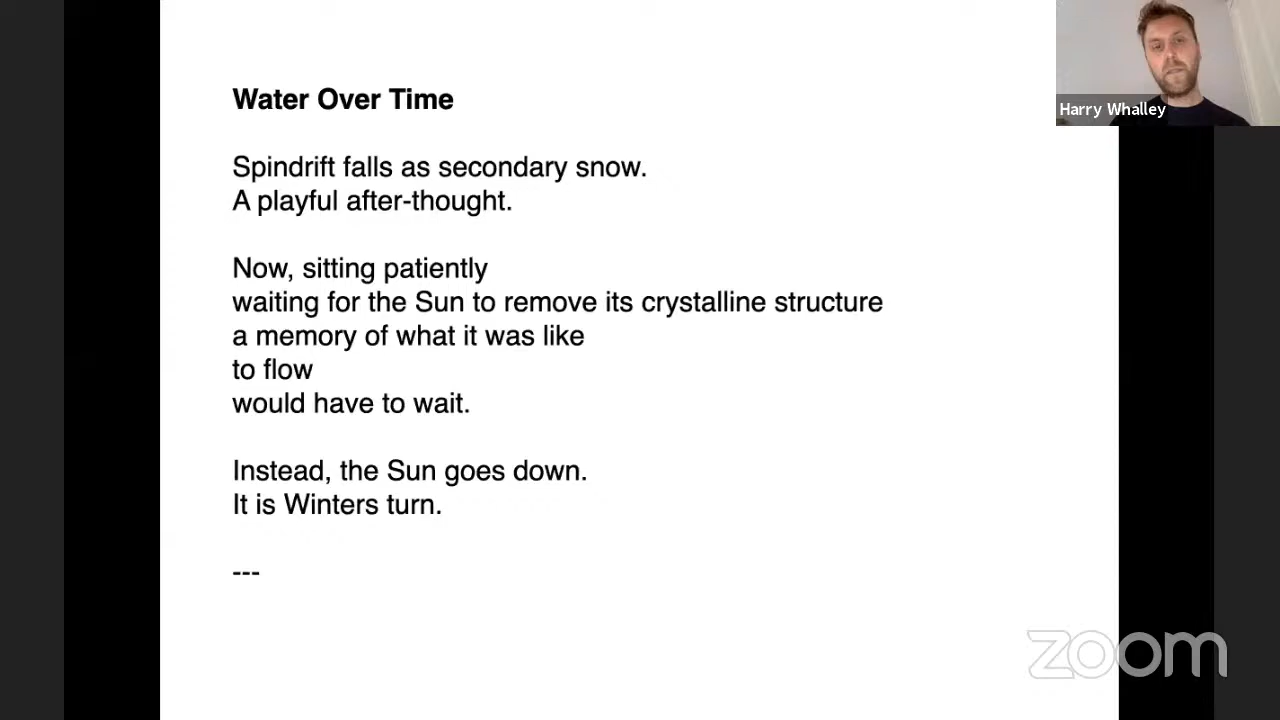 Water Over Time
Spindrift falls as secondary snow.
A playful after-thought.
Now, sitting patiently
waiting for the Sun to remove its crystalline structure
a memory of what it was like
to flow
would have to wait.
Instead, the Sun goes down.
It is Winters turn.
---
Harry Whalley
zoom